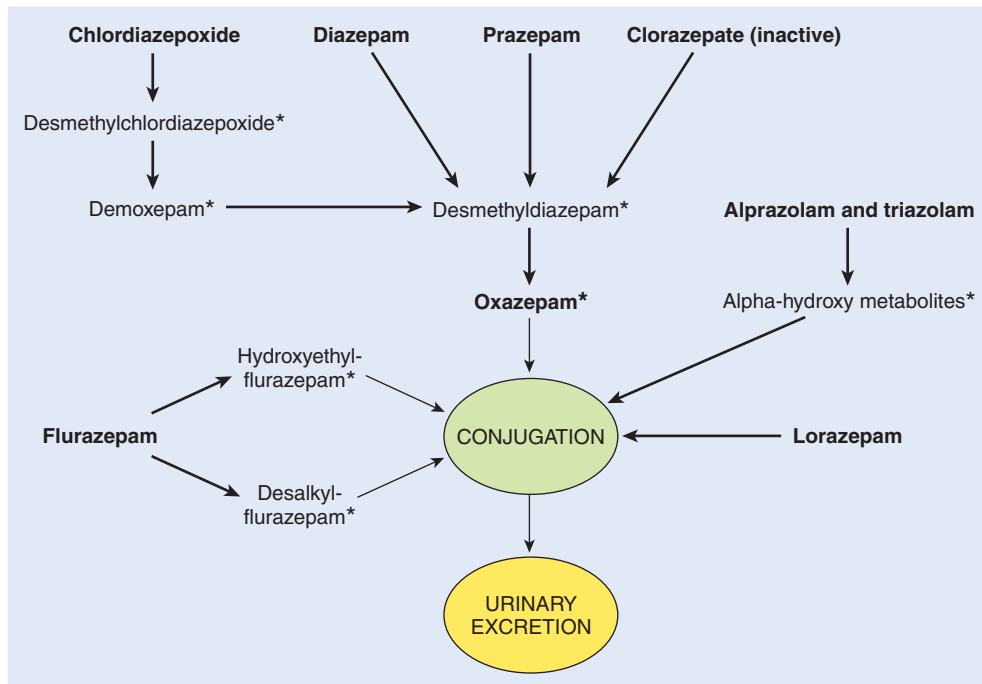 Chlordiazepoxide
Diazepam
Prazepam
Clorazepate (inactive)
Desmethylchlordiazepoxide*
Demoxepam*
Desmethyldiazepam*
Alprazolam and triazolam
Oxazepam*
Alpha-hydroxy metabolites*
Hydroxyethyl-
flurazepam*
Flurazepam
CONJUGATION
Lorazepam
Desalkyl-
flurazepam*
URINARY
EXCRETION